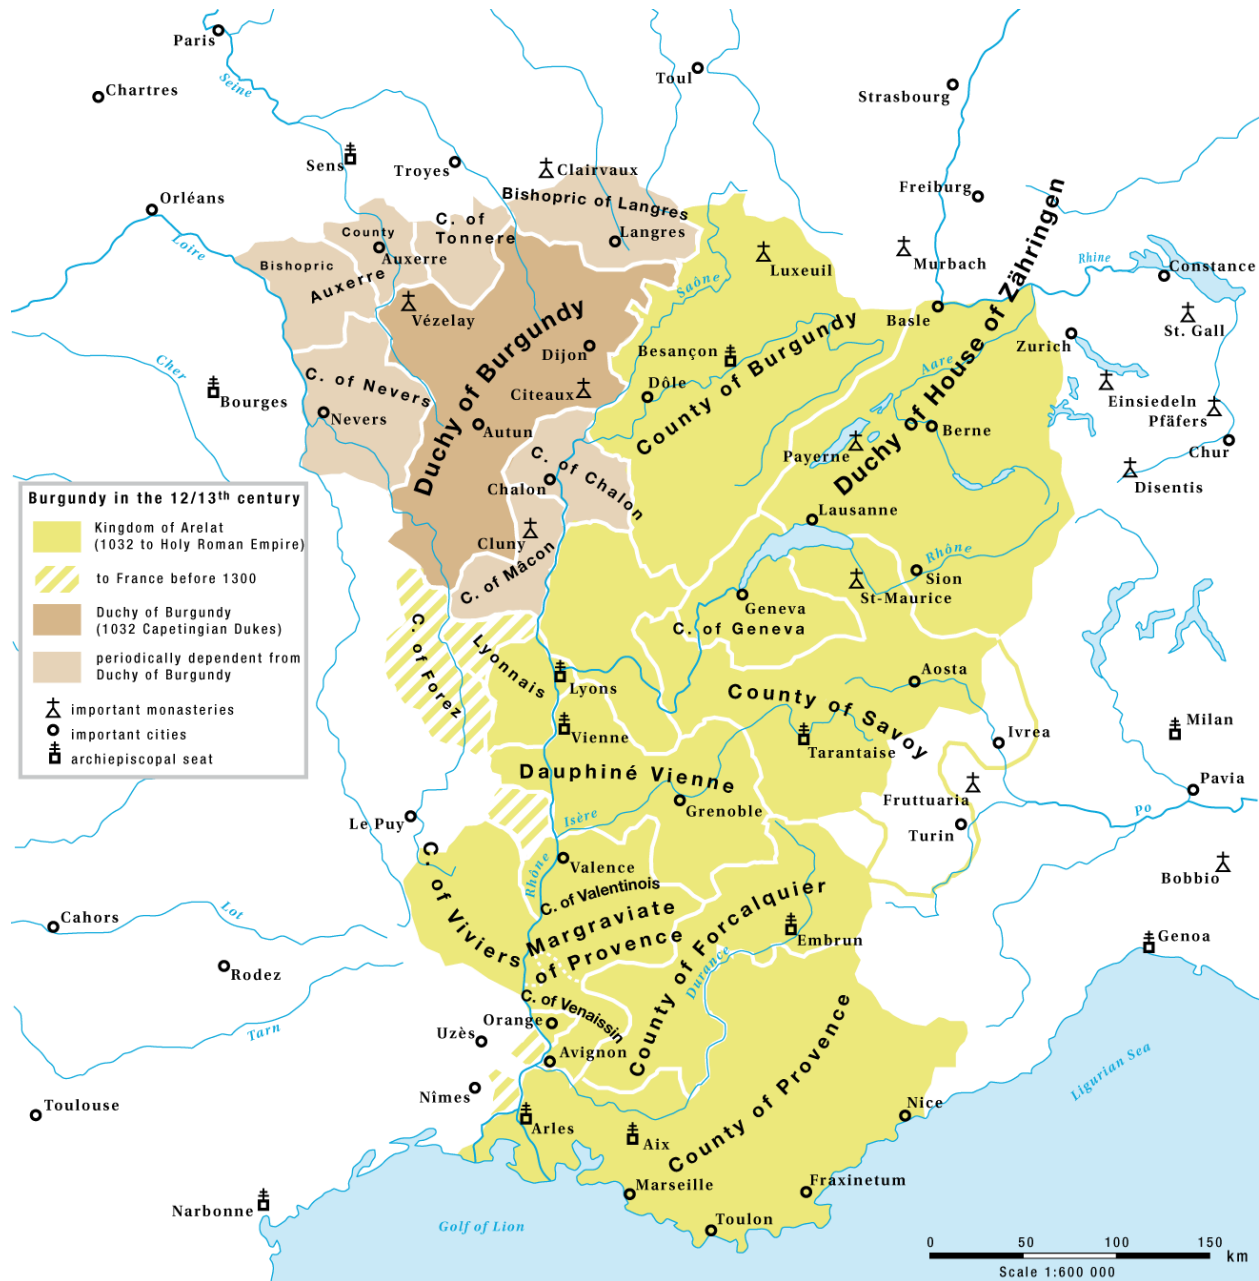 Paris
Seine
Toul
Chartres
Strasbourg
Sens
Troyes
Clairvaux
Orléans
Bishopric of Langres
Freiburg
C. of
Tonnere
County
Auxerre
Langres
Loire
Bishopric
Auxerre
Luxeuil
Murbach
Rhine
Constance
Saône
Vézelay
Basle
St. Gall
Duchy of Burgundy
Dijon
Besançon
County of Burgundy
Duchy of House of Zähringen
Zurich
Cher
C. of Nevers
Citeaux
Dôle
Aare
Einsiedeln
Bourges
Nevers
Autun
Berne
Pfäfers
Payerne
Chur
C. of Chalon
Chalon
Disentis
Burgundy in the 12/13th century
Kingdom of Arelat
(1032 to Holy Roman Empire)
to France before 1300
Duchy of Burgundy
(1032 Capetingian Dukes)
periodically dependent from
Duchy of Burgundy
important monasteries
important cities
archiepiscopal seat
Lausanne
Cluny
C. of Mâcon
Rhône
Sion
St-Maurice
Geneva
C. of Geneva
C. of Forez
Lyonnais
Aosta
Lyons
County of Savoy
Vienne
Tarantaise
Ivrea
Milan
Dauphiné Vienne
Pavia
Fruttuaria
Grenoble
Po
Le Puy
Isère
Turin
C. of Viviers
Rhône
Valence
Bobbio
C. of Valentinois
Cahors
Lot
Margraviate
of Provence
County of Forcalquier
Embrun
Genoa
Rodez
Durance
C. of Venaissin
Tarn
Uzès
Orange
Avignon
County of Provence
Ligurian Sea
Toulouse
Nîmes
Nice
Arles
Aix
Marseille
Fraxinetum
Narbonne
Golf of Lion
Toulon
0 50 100 150
km
Scale 1:600 000